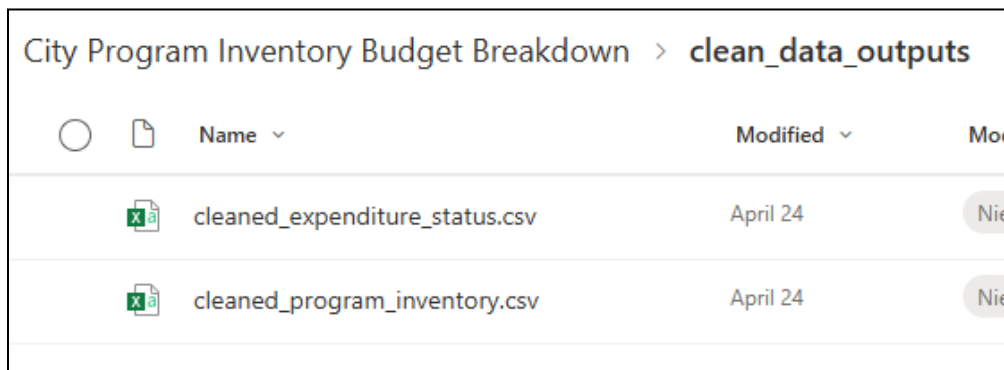 City Program Inventory Budget Breakdown > clean_data_outputs
Name Modified
cleaned_expenditure_status.csv April 24
cleaned_program_inventory.csv April 24